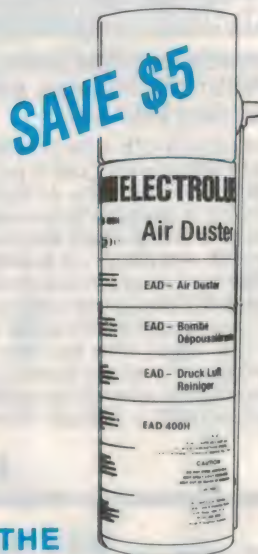 SAVE $5
ELECTROLU
Air Duster
EAD - Air Duster
EAD - Bombe
Dépoussiérante
EAD - Druck Luft
Reiniger
EAD 400H
CAUTION
THE